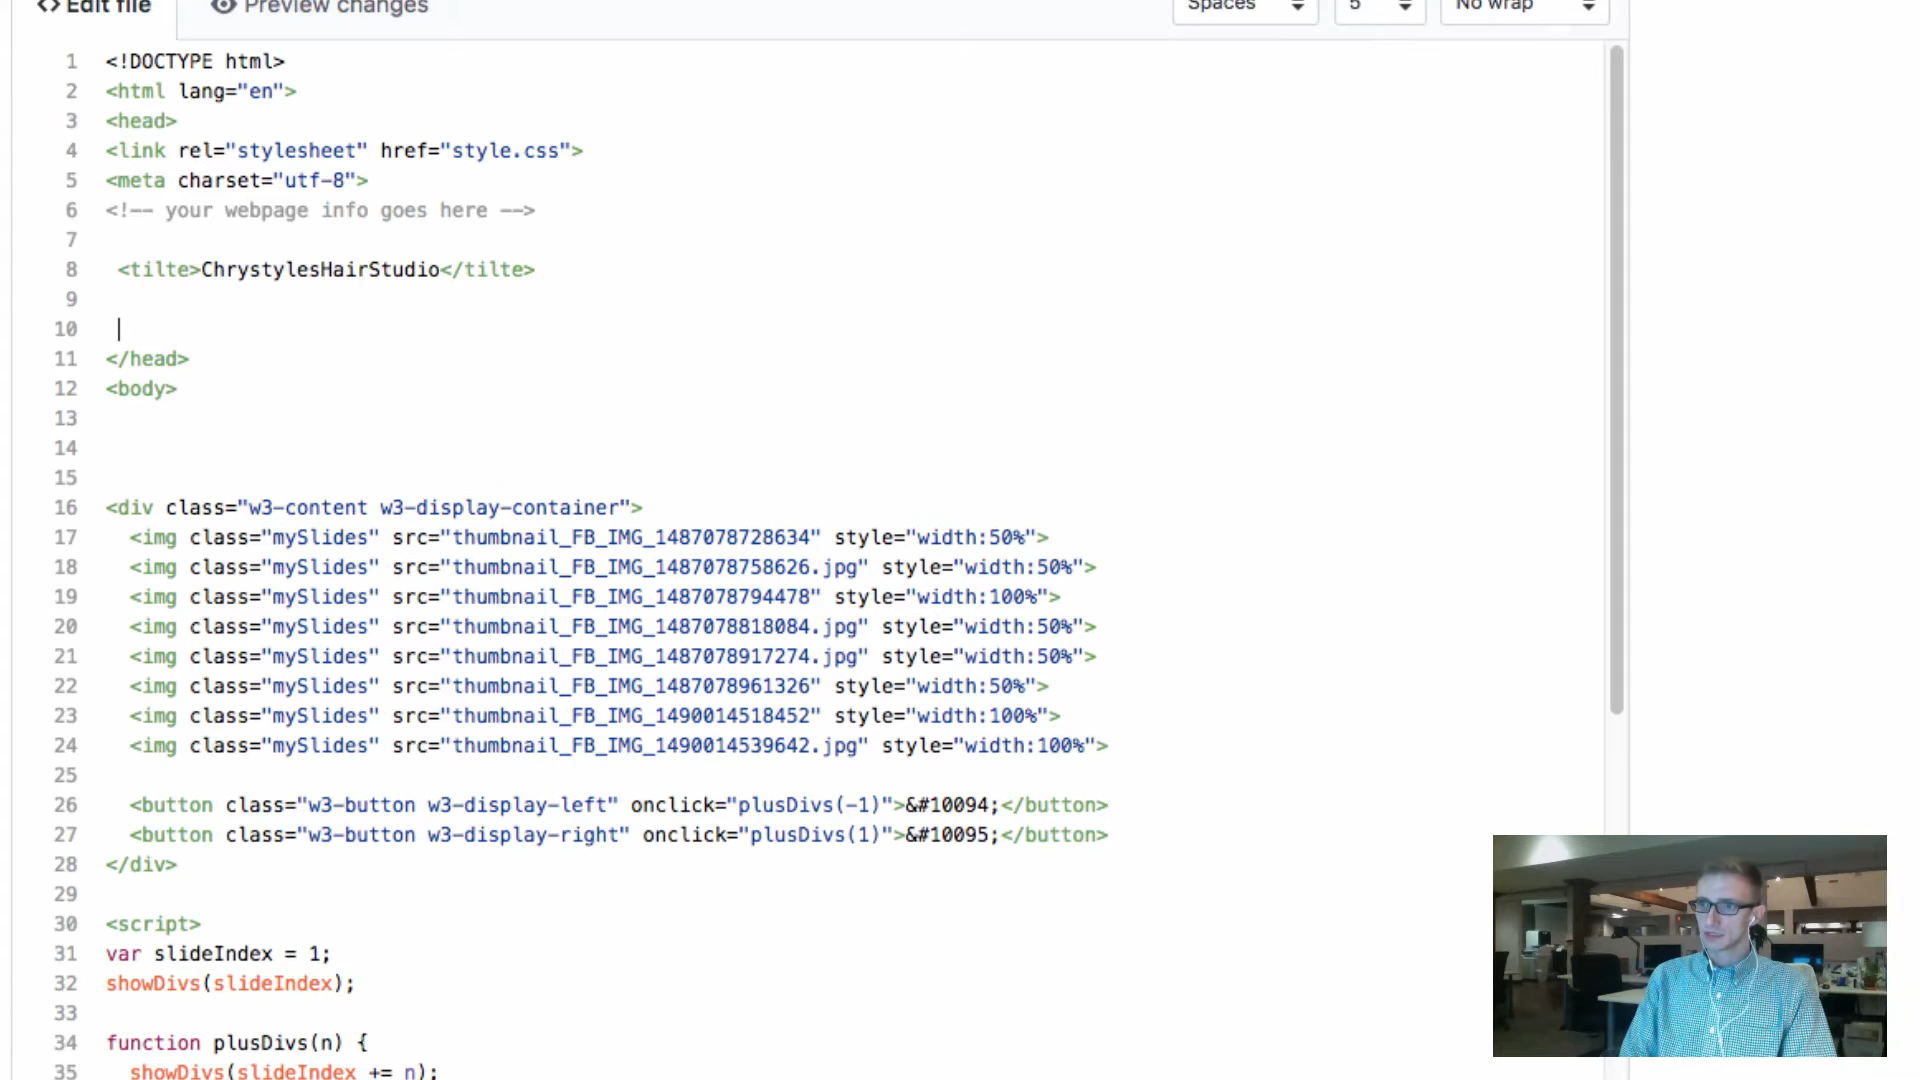 <> Edit file
Preview changes
Spaces
5
No wrap
1 <!DOCTYPE html>
2 <html lang="en">
3 <head>
4 <link rel="stylesheet" href="style.css">
5 <meta charset="utf-8">
6 <!-- your webpage info goes here -->
7
8 <tilte>ChrystylesHairStudio</tilte>
9
10
11 </head>
12 <body>
13
14
15
16 <div class="w3-content w3-display-container">
17 <img class="mySlides" src="thumbnail_FB_IMG_1487078728634" style="width:50%">
18 <img class="mySlides" src="thumbnail_FB_IMG_1487078758626.jpg" style="width:50%">
19 <img class="mySlides" src="thumbnail_FB_IMG_1487078794478" style="width:100%">
20 <img class="mySlides" src="thumbnail_FB_IMG_1487078818084.jpg" style="width:50%">
21 <img class="mySlides" src="thumbnail_FB_IMG_1487078917274.jpg" style="width:50%">
22 <img class="mySlides" src="thumbnail_FB_IMG_1487078961326" style="width:50%">
23 <img class="mySlides" src="thumbnail_FB_IMG_1490014518452" style="width:100%">
24 <img class="mySlides" src="thumbnail_FB_IMG_1490014539642.jpg" style="width:100%">
25
26 <button class="w3-button w3-display-left" onclick="plusDivs(-1)">&#10094;</button>
27 <button class="w3-button w3-display-right" onclick="plusDivs(1)">&#10095;</button>
28 </div>
29
30 <script>
31 var slideIndex = 1;
32 showDivs(slideIndex);
33
34 function plusDivs(n) {
35 showDivs(slideIndex += n);